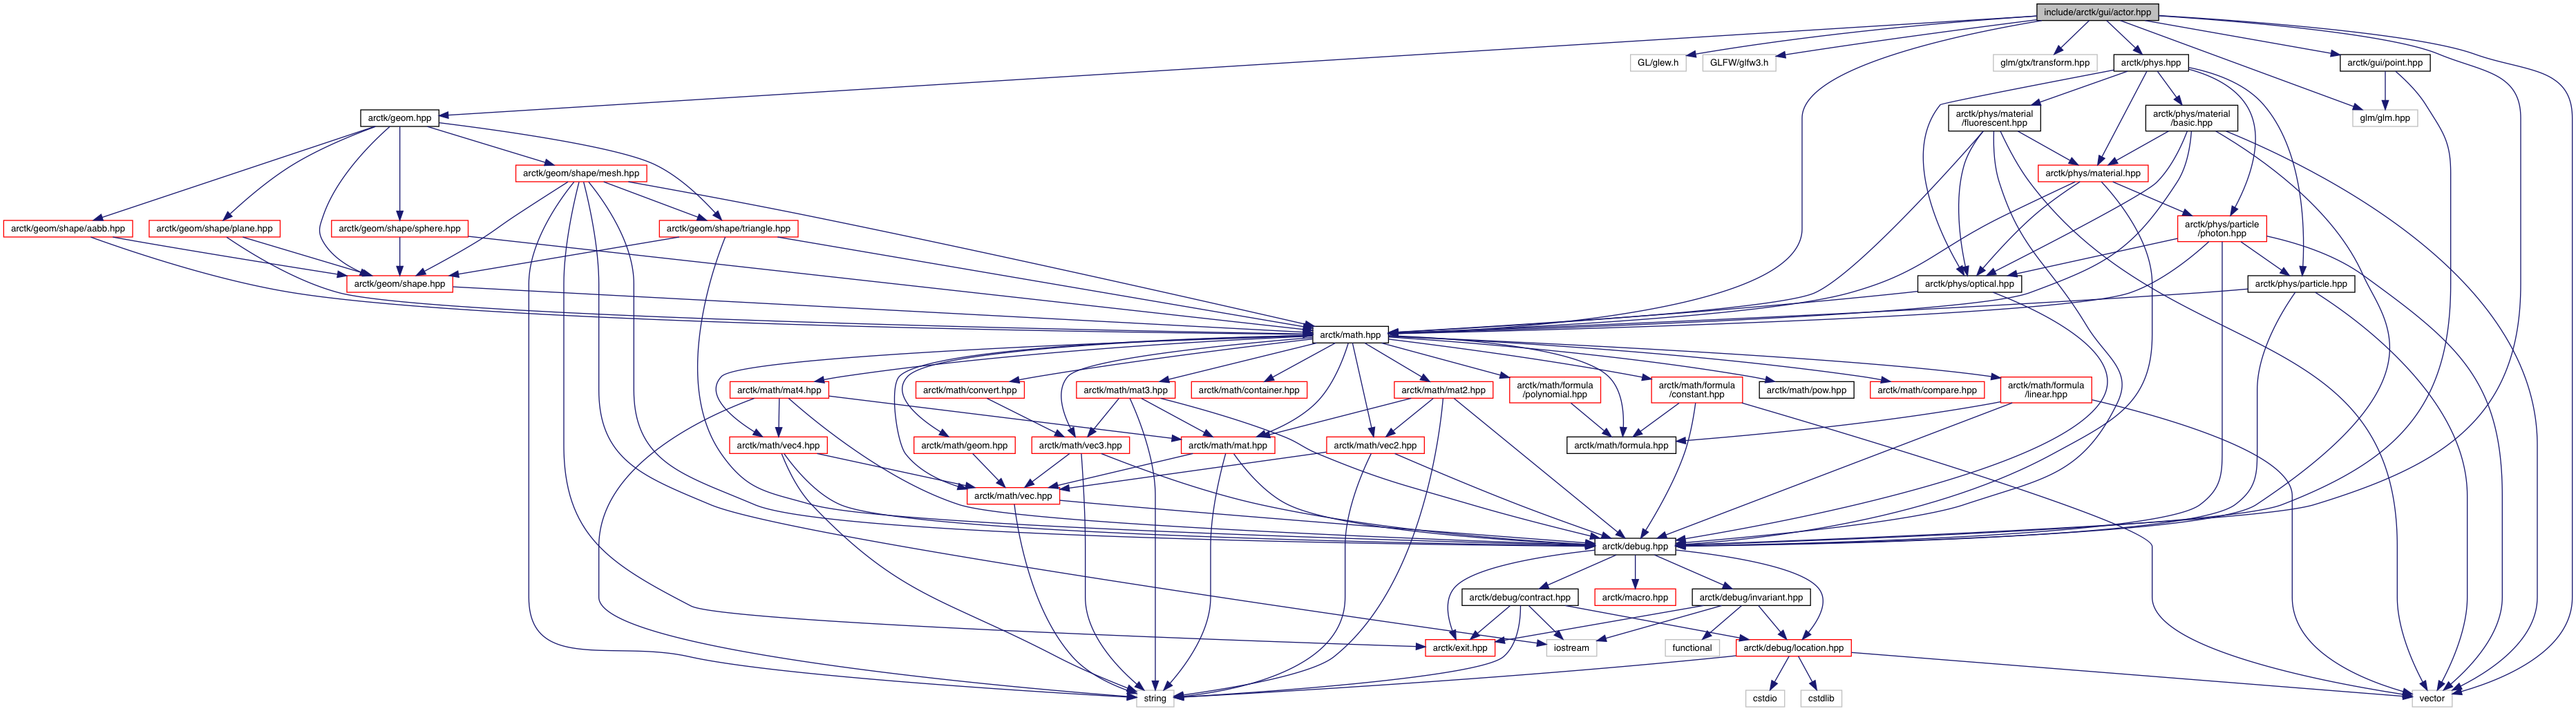 include/arctk/gui/actor.hpp
GL/glew.h
GLFW/glfw3.h
glm/gtx/transform.hpp
arctk/phys.hpp
arctk/gui/point.hpp
arctk/geom.hpp
arctk/phys/material
/fluorescent.hpp
arctk/phys/material
/basic.hpp
glm/glm.hpp
arctk/geom/shape/mesh.hpp
arctk/phys/material.hpp
arctk/geom/shape/aabb.hpp
arctk/geom/shape/plane.hpp
arctk/geom/shape/sphere.hpp
arctk/geom/shape/triangle.hpp
arctk/phys/particle
/photon.hpp
arctk/geom/shape.hpp
arctk/phys/optical.hpp
arctk/phys/particle.hpp
arctk/math.hpp
arctk/math/mat4.hpp
arctk/math/convert.hpp
arctk/math/mat3.hpp
arctk/math/container.hpp
arctk/math/mat2.hpp
arctk/math/formula
/polynomial.hpp
arctk/math/formula
/constant.hpp
arctk/math/pow.hpp
arctk/math/compare.hpp
arctk/math/formula
/linear.hpp
arctk/math/vec4.hpp
arctk/math/geom.hpp
arctk/math/vec3.hpp
arctk/math/mat.hpp
arctk/math/vec2.hpp
arctk/math/formula.hpp
arctk/math/vec.hpp
arctk/debug.hpp
arctk/debug/contract.hpp
arctk/macro.hpp
arctk/debug/invariant.hpp
arctk/exit.hpp
iostream
functional
arctk/debug/location.hpp
string
cstdio
cstdlib
vector